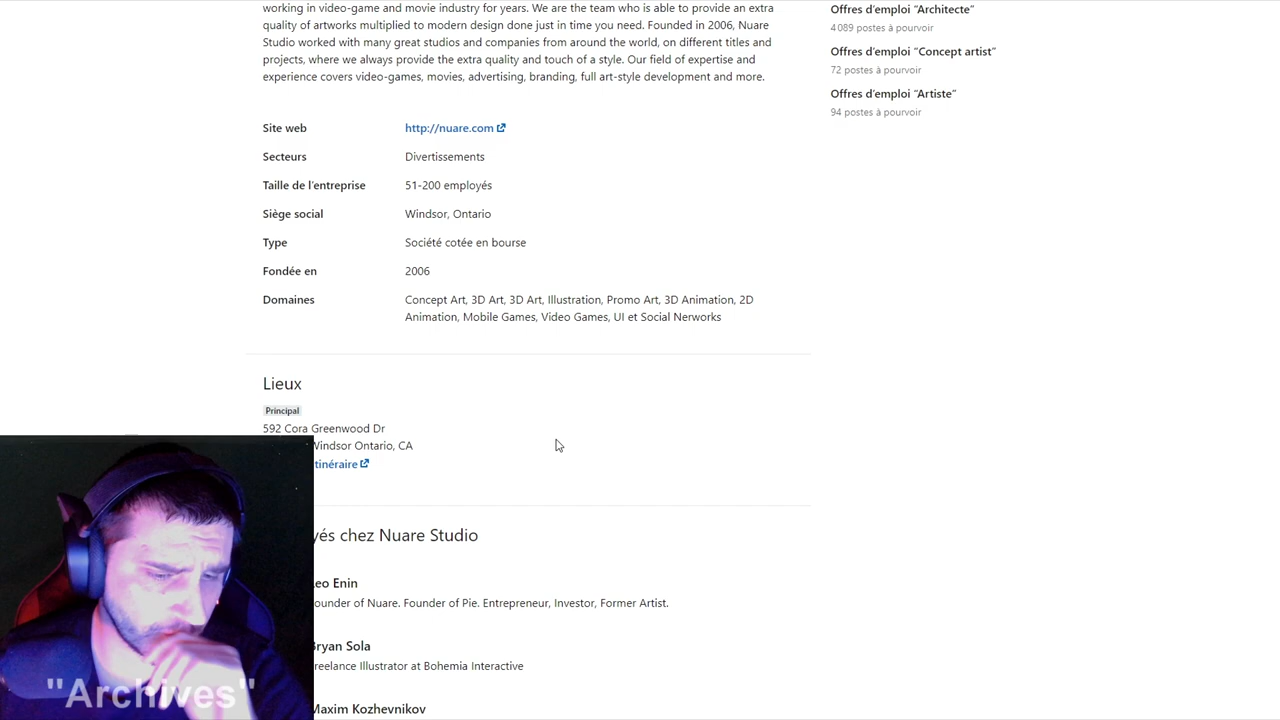 working in video-game and movie industry for years. We are the team who is able to provide an extra
quality of artworks multiplied to modern design done just in time you need. Founded in 2006, Nuare
Studio worked with many great studios and companies from around the world, on different titles and
projects, where we always provide the extra quality and touch of a style. Our field of expertise and
experience covers video-games, movies, advertising, branding, full art-style development and more.
Site web http://nuare.com
Secteurs Divertissements
Taille de l'entreprise 51-200 employés
Siège social Windsor, Ontario
Type Société cotée en bourse
Fondée en 2006
Domaines Concept Art, 3D Art, 3D Art, Illustration, Promo Art, 3D Animation, 2D
Animation, Mobile Games, Video Games, UI et Social Nerworks
Lieux
Principal
592 Cora Greenwood Dr
Windsor Ontario, CA
tinéraire
yés chez Nuare Studio
Leo Enin
ounder of Nuare. Founder of Pie. Entrepreneur, Investor, Former Artist.
Bryan Sola
reelance Illustrator at Bohemia Interactive
Maxim Kozhevnikov
Offres d'emploi "Architecte"
4 089 postes à pourvoir
Offres d'emploi "Concept artist"
72 postes à pourvoir
Offres d'emploi "Artiste"
94 postes à pourvoir
"Archives"